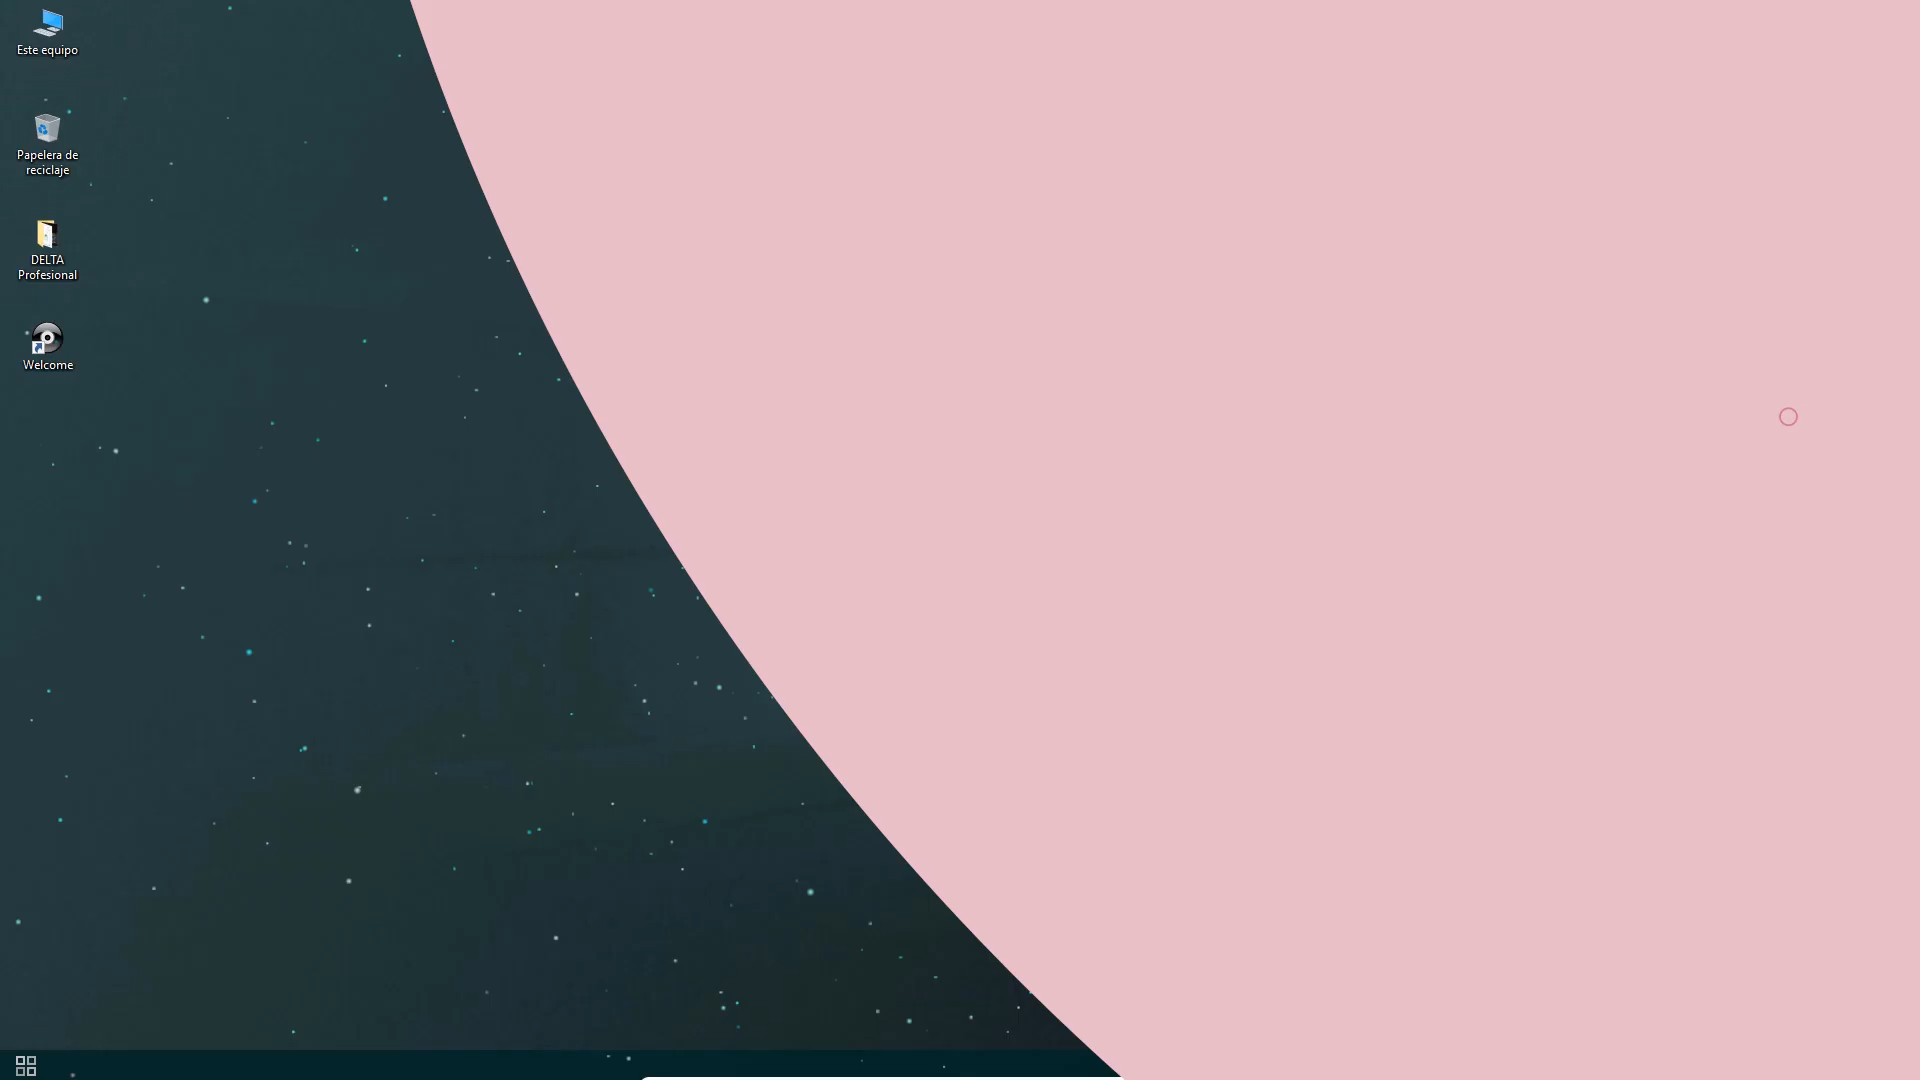 Este equipo
Papelera de
reciclaje
DELTA
Profesional
Welcome